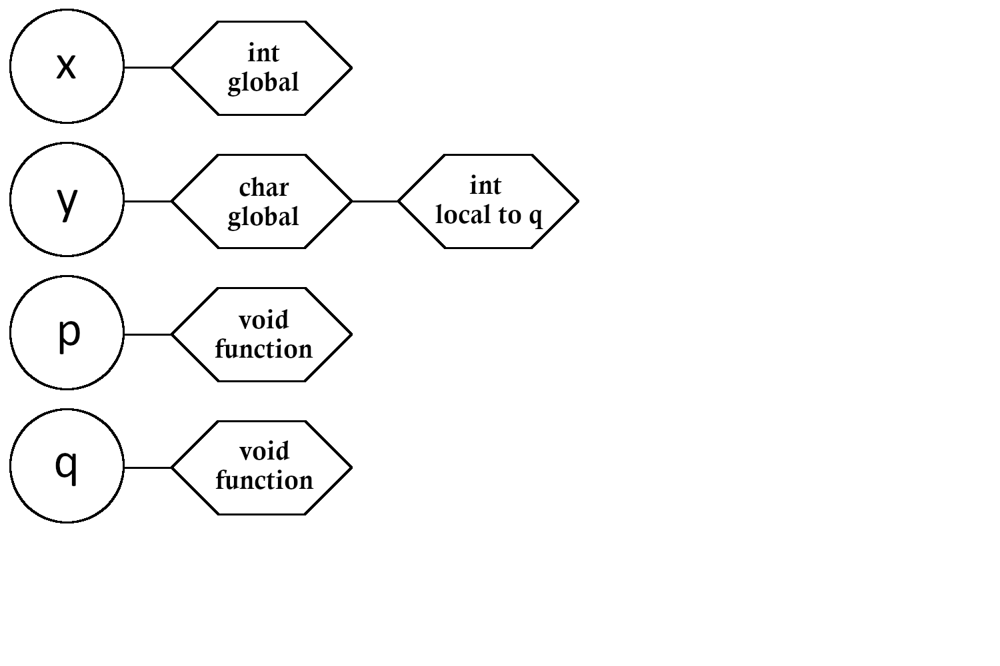 x
int
global
y
char
global
int
local to q
p
void
function
q
void
function